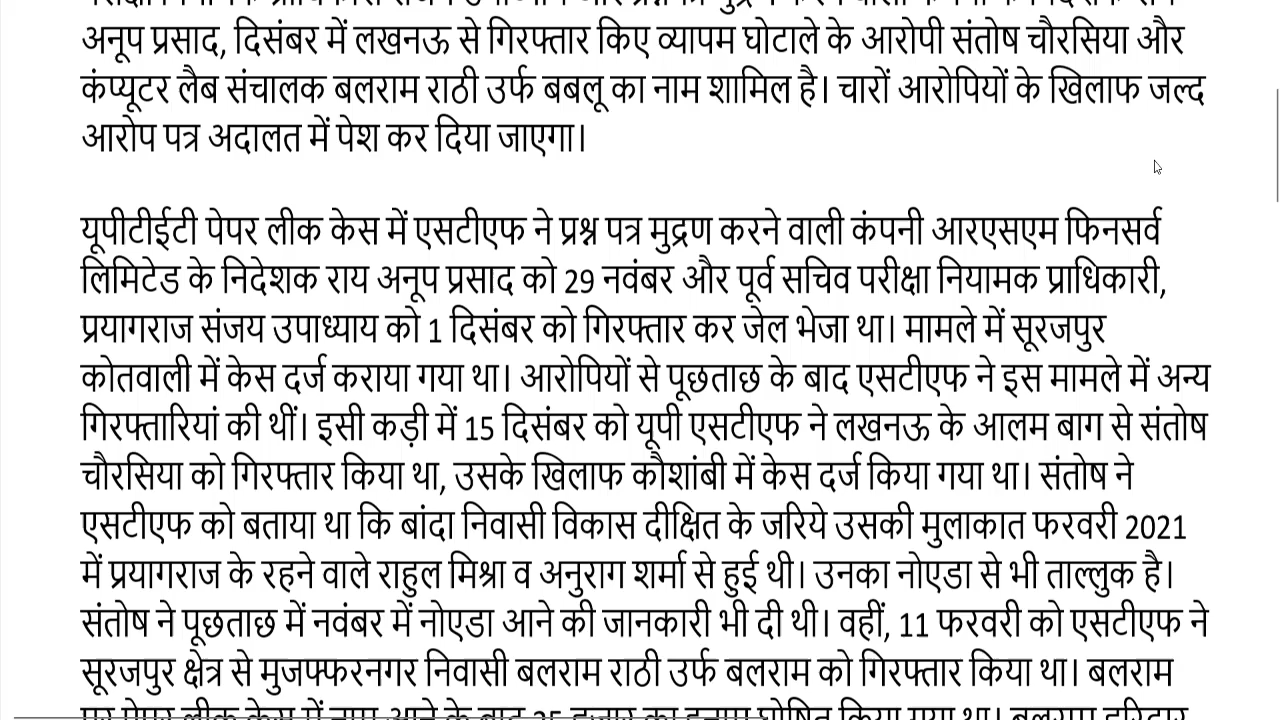 अनूप प्रसाद, दिसंबर में लखनऊ से गिरफ्तार किए व्यापम घोटाले के आरोपी संतोष चौरसिया और
कंप्यूटर लैब संचालक बलराम राठी उर्फ बबलू का नाम शामिल है। चारों आरोपियों के खिलाफ जल्द
आरोप पत्र अदालत में पेश कर दिया जाएगा।
यूपीटीईटी पेपर लीक केस में एसटीएफ ने प्रश्न पत्र मुद्रण करने वाली कंपनी आरएसएम फिनसर्व
लिमिटेड के निदेशक राय अनूप प्रसाद को 29 नवंबर और पूर्व सचिव परीक्षा नियामक प्राधिकारी,
प्रयागराज संजय उपाध्याय को 1 दिसंबर को गिरफ्तार कर जेल भेजा था। मामले में सूरजपुर
कोतवाली में केस दर्ज कराया गया था। आरोपियों से पूछताछ के बाद एसटीएफ ने इस मामले में अन्य
गिरफ्तारियां की थीं। इसी कड़ी में 15 दिसंबर को यूपी एसटीएफ ने लखनऊ के आलम बाग से संतोष
चौरसिया को गिरफ्तार किया था, उसके खिलाफ कौशांबी में केस दर्ज किया गया था। संतोष ने
एसटीएफ को बताया था कि बांदा निवासी विकास दीक्षित के जरिये उसकी मुलाकात फरवरी 2021
में प्रयागराज के रहने वाले राहुल मिश्रा व अनुराग शर्मा से हुई थी। उनका नोएडा से भी ताल्लुक है।
संतोष ने पूछताछ में नवंबर में नोएडा आने की जानकारी भी दी थी। वहीं, 11 फरवरी को एसटीएफ ने
सूरजपुर क्षेत्र से मुजफ्फरनगर निवासी बलराम राठी उर्फ बलराम को गिरफ्तार किया था। बलराम